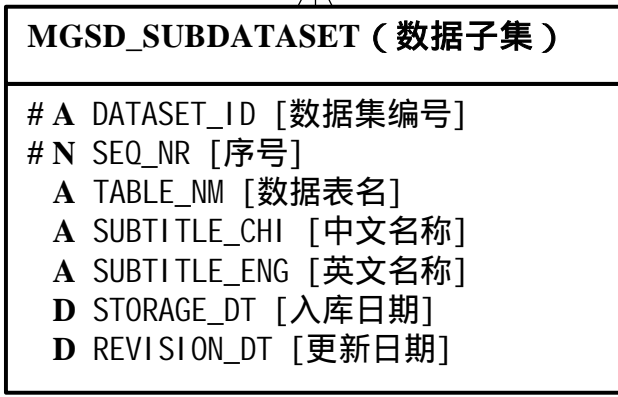 MGSD_SUBDATASET（数据子集）
# A DATASET_ID [数据集编号]
# N SEQ_NR [序号]
A TABLE_NM [数据表名]
A SUBTITLE_CHI [中文名称]
A SUBTITLE_ENG [英文名称]
D STORAGE_DT [入库日期]
D REVISION_DT [更新日期]